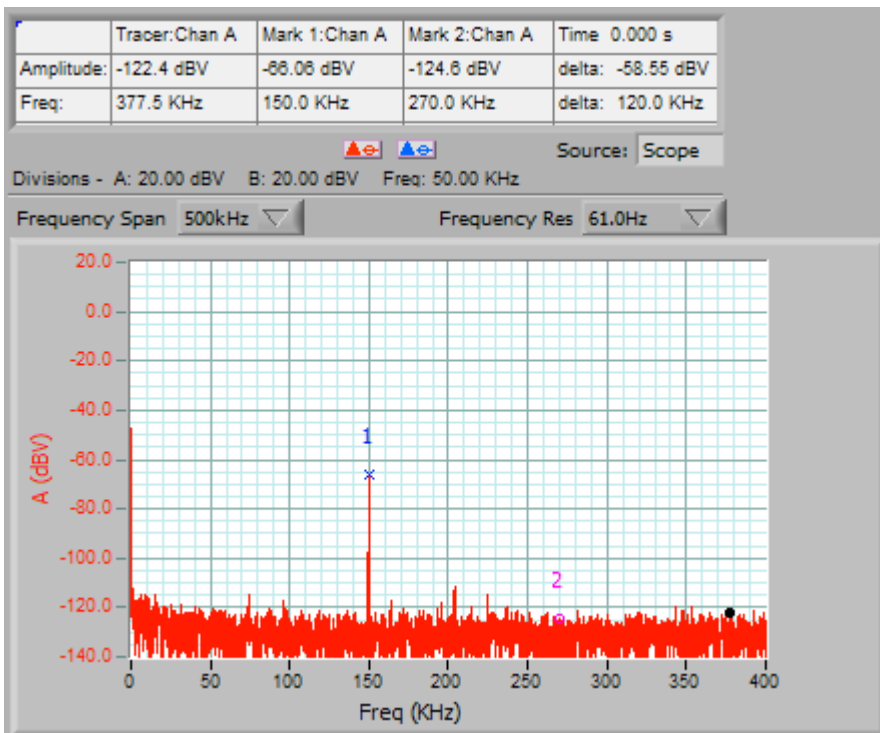 Tracer:Chan A Mark 1:Chan A Mark 2:Chan A Time 0.000 s
Amplitude: -122.4 dBV -66.06 dBV -124.6 dBV delta: -58.55 dBV
Freq: 377.5 KHz 150.0 KHz 270.0 KHz delta: 120.0 KHz
Source: Scope
Divisions - A: 20.00 dBV B: 20.00 dBV Freq: 50.00 KHz
Frequency Span 500kHz Frequency Res 61.0Hz
20.0
0.0
-20.0
-40.0
1
-60.0
A (dBV)
-80.0
-100.0
2
-120.0
-140.0
0 50 100 150 200 250 300 350 400
Freq (KHz)